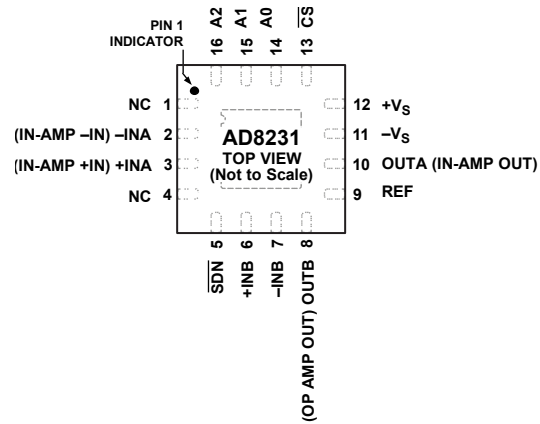 PIN 1
INDICATOR
16 A2
15 A1
14 A0
13 CS
NC 1
(IN-AMP –IN) –INA 2
(IN-AMP +IN) +INA 3
NC 4
AD8231
TOP VIEW
(Not to Scale)
12 +VS
11 –VS
10 OUTA (IN-AMP OUT)
9 REF
SDN 5
+INB 6
–INB 7
(OP AMP OUT) OUTB 8